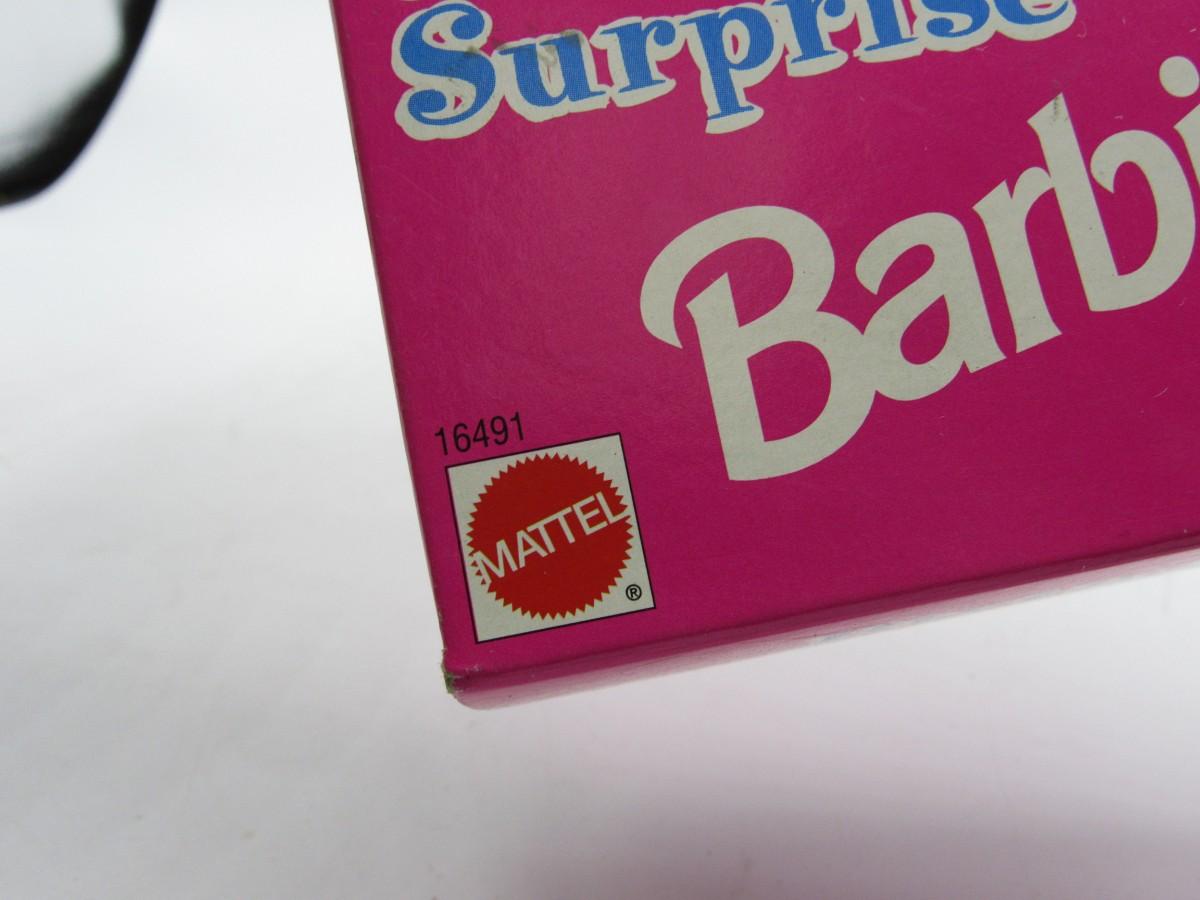 Surprise
Barbi
16491
MATTEL
®